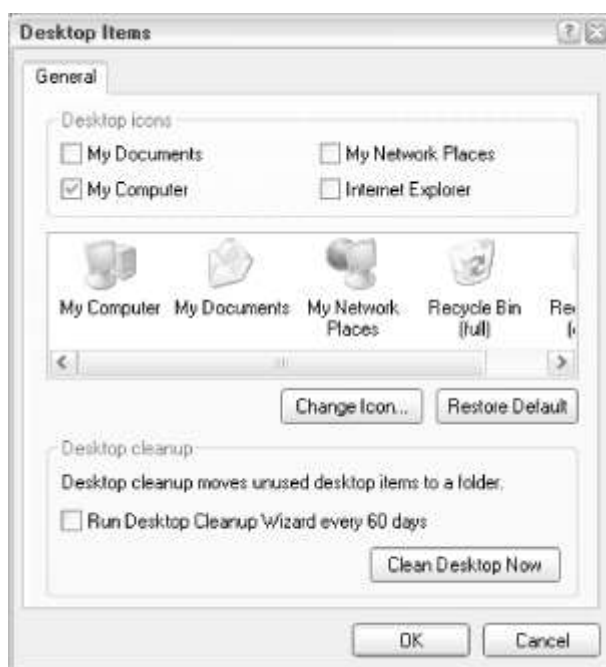 Desktop Items
General
Desktop icons
My Documents
My Network Places
My Computer
Internet Explorer
My Computer My Documents My Network Places Recycle Bin (full)
Change Icon... Restore Default
Desktop cleanup
Desktop cleanup moves unused desktop items to a folder.
Run Desktop Cleanup Wizard every 60 days
Clean Desktop Now
OK Cancel